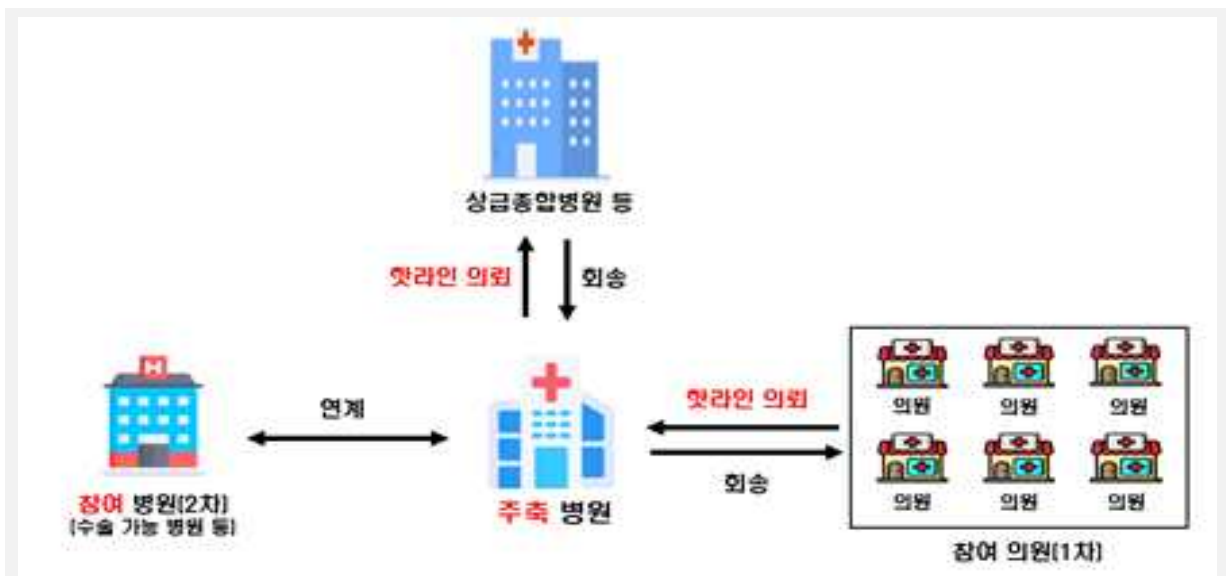 상급종합병원 등
핫라인 의뢰
회송
연계
핫라인 의뢰
회송
의원 의원 의원
의원 의원 의원
참여 병원(2차)
(수술 가능 병원 등)
주축 병원
참여 의원(1차)